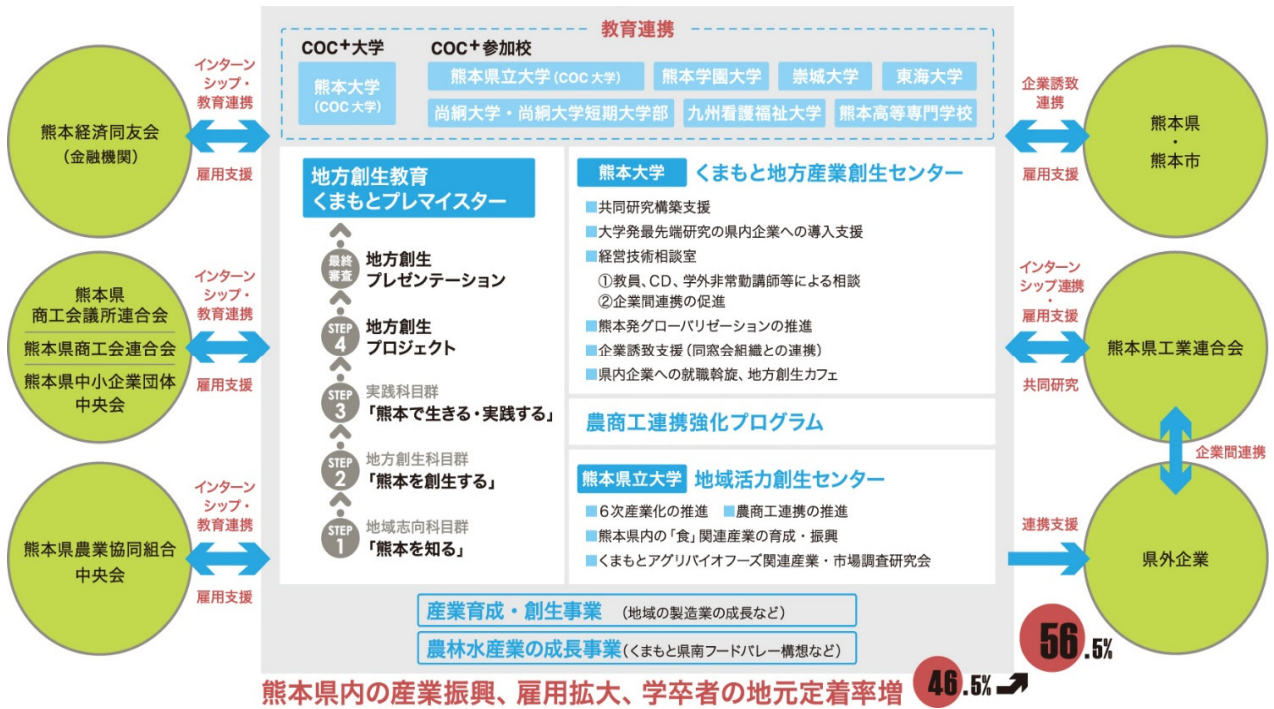 教育連携
COC+大学
熊本大学
(COC 大学)
COC+参加校
熊本県立大学(COC 大学)
熊本学園大学
崇城大学
東海大学
尚絅大学・尚絅大学短期大学部
九州看護福祉大学
熊本高等専門学校
熊本経済同友会
(金融機関)
インターン
シップ・
教育連携
雇用支援
熊本県
商工会議所連合会
熊本県商工会連合会
熊本県中小企業団体
中央会
インターン
シップ・
教育連携
雇用支援
熊本県農業協同組合
中央会
インターン
シップ・
教育連携
雇用支援
地方創生教育
くまもとプレマイスター
最終
審査
地方創生
プレゼンテーション
STEP
4
地方創生
プロジェクト
STEP
3
実践科目群
「熊本で生きる・実践する」
STEP
2
地方創生科目群
「熊本を創生する」
STEP
1
地域志向科目群
「熊本を知る」
熊本大学
くまもと地方産業創生センター
■共同研究構築支援
■大学発最先端研究の県内企業への導入支援
■経営技術相談室
①教員、CD、学外非常勤講師等による相談
②企業間連携の促進
■熊本発グローバリゼーションの推進
■企業誘致支援(同窓会組織との連携)
■県内企業への就職斡旋、地方創生カフェ
農商工連携強化プログラム
熊本県立大学
地域活力創生センター
■6次産業化の推進 ■農商工連携の推進
■熊本県内の「食」関連産業の育成・振興
■くまもとアグリバイオフーズ関連産業・市場調査研究会
企業誘致
連携
雇用支援
熊本県
・
熊本市
インターン
シップ連携
・
雇用支援
共同研究
熊本県工業連合会
企業間連携
連携支援
県外企業
産業育成・創生事業 (地域の製造業の成長など)
農林水産業の成長事業(くまもと県南フードバレー構想など)
熊本県内の産業振興、雇用拡大、学卒者の地元定着率増
46.5%
56.5%